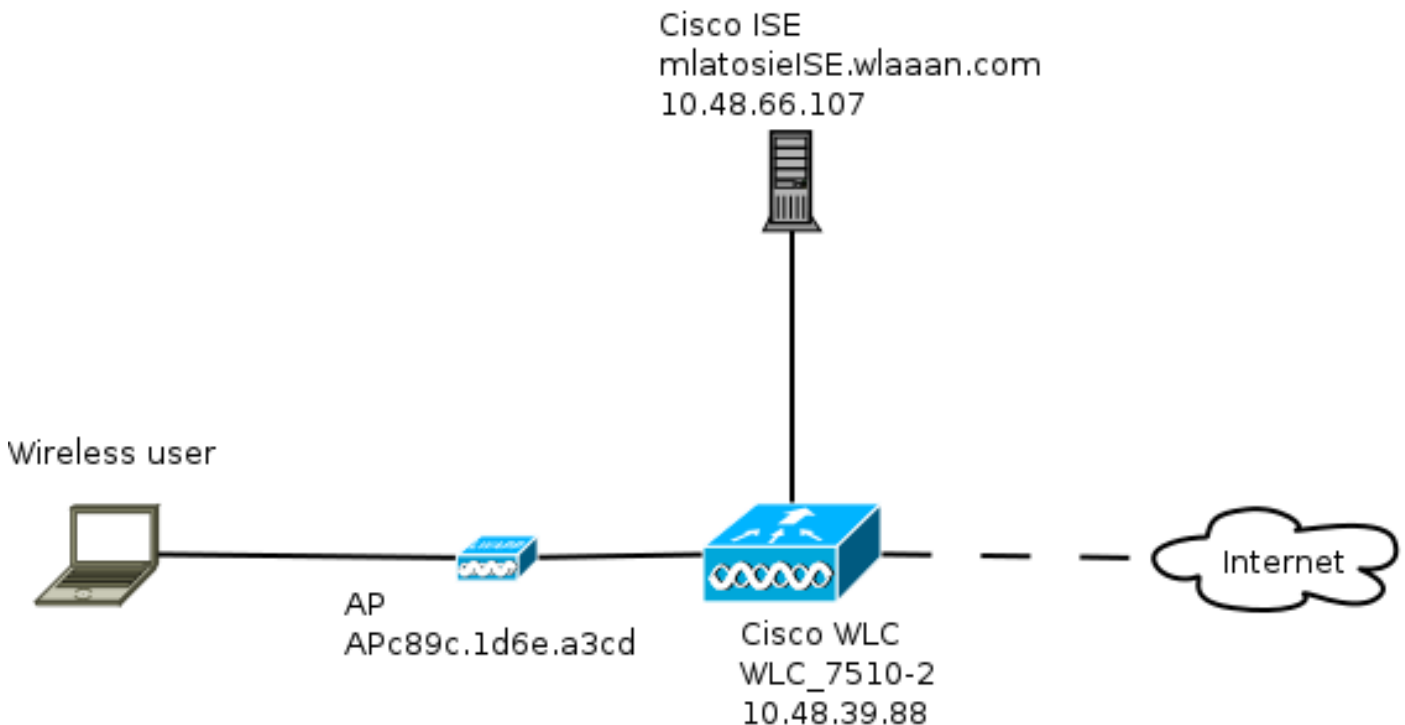 Cisco ISE
mlatosieISE.wlaaan.com
10.48.66.107
Wireless user
AP
APc89c.1d6e.a3cd
Cisco WLC
WLC_7510-2
10.48.39.88
Internet